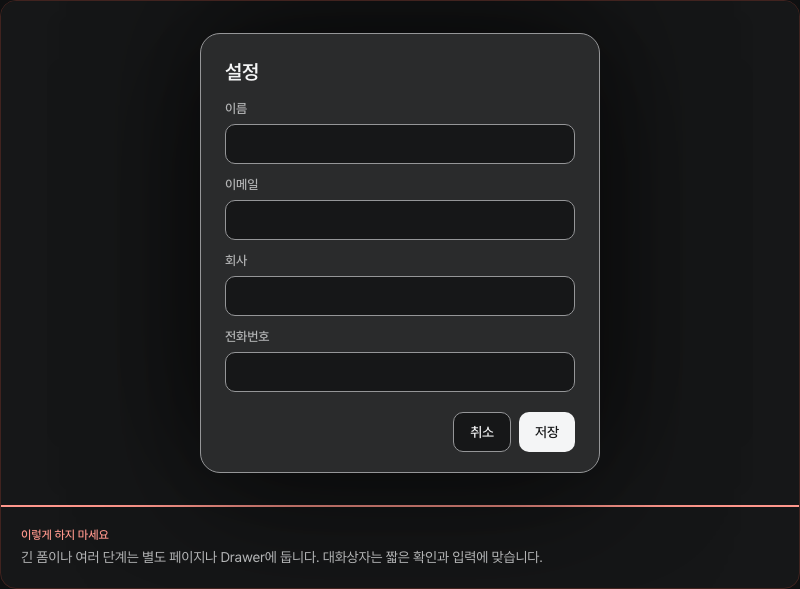 설정
이름
이메일
회사
전화번호
취소
저장
이렇게 하지 마세요
긴 폼이나 여러 단계는 별도 페이지나 Drawer에 둡니다. 대화상자는 짧은 확인과 입력에 맞습니다.